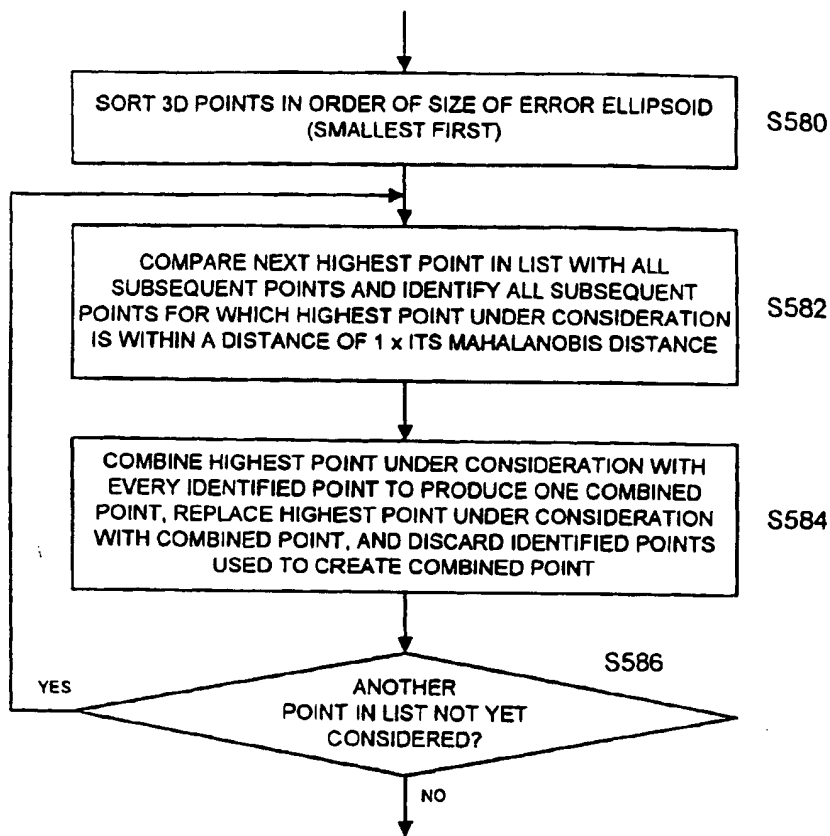 SORT 3D POINTS IN ORDER OF SIZE OF ERROR ELLIPSOID
(SMALLEST FIRST)
S580
COMPARE NEXT HIGHEST POINT IN LIST WITH ALL
SUBSEQUENT POINTS AND IDENTIFY ALL SUBSEQUENT
POINTS FOR WHICH HIGHEST POINT UNDER CONSIDERATION
IS WITHIN A DISTANCE OF 1 x ITS MAHALANOBIS DISTANCE
S582
COMBINE HIGHEST POINT UNDER CONSIDERATION WITH
EVERY IDENTIFIED POINT TO PRODUCE ONE COMBINED
POINT, REPLACE HIGHEST POINT UNDER CONSIDERATION
WITH COMBINED POINT, AND DISCARD IDENTIFIED POINTS
USED TO CREATE COMBINED POINT
S584
S586
YES
ANOTHER
POINT IN LIST NOT YET
CONSIDERED?
NO